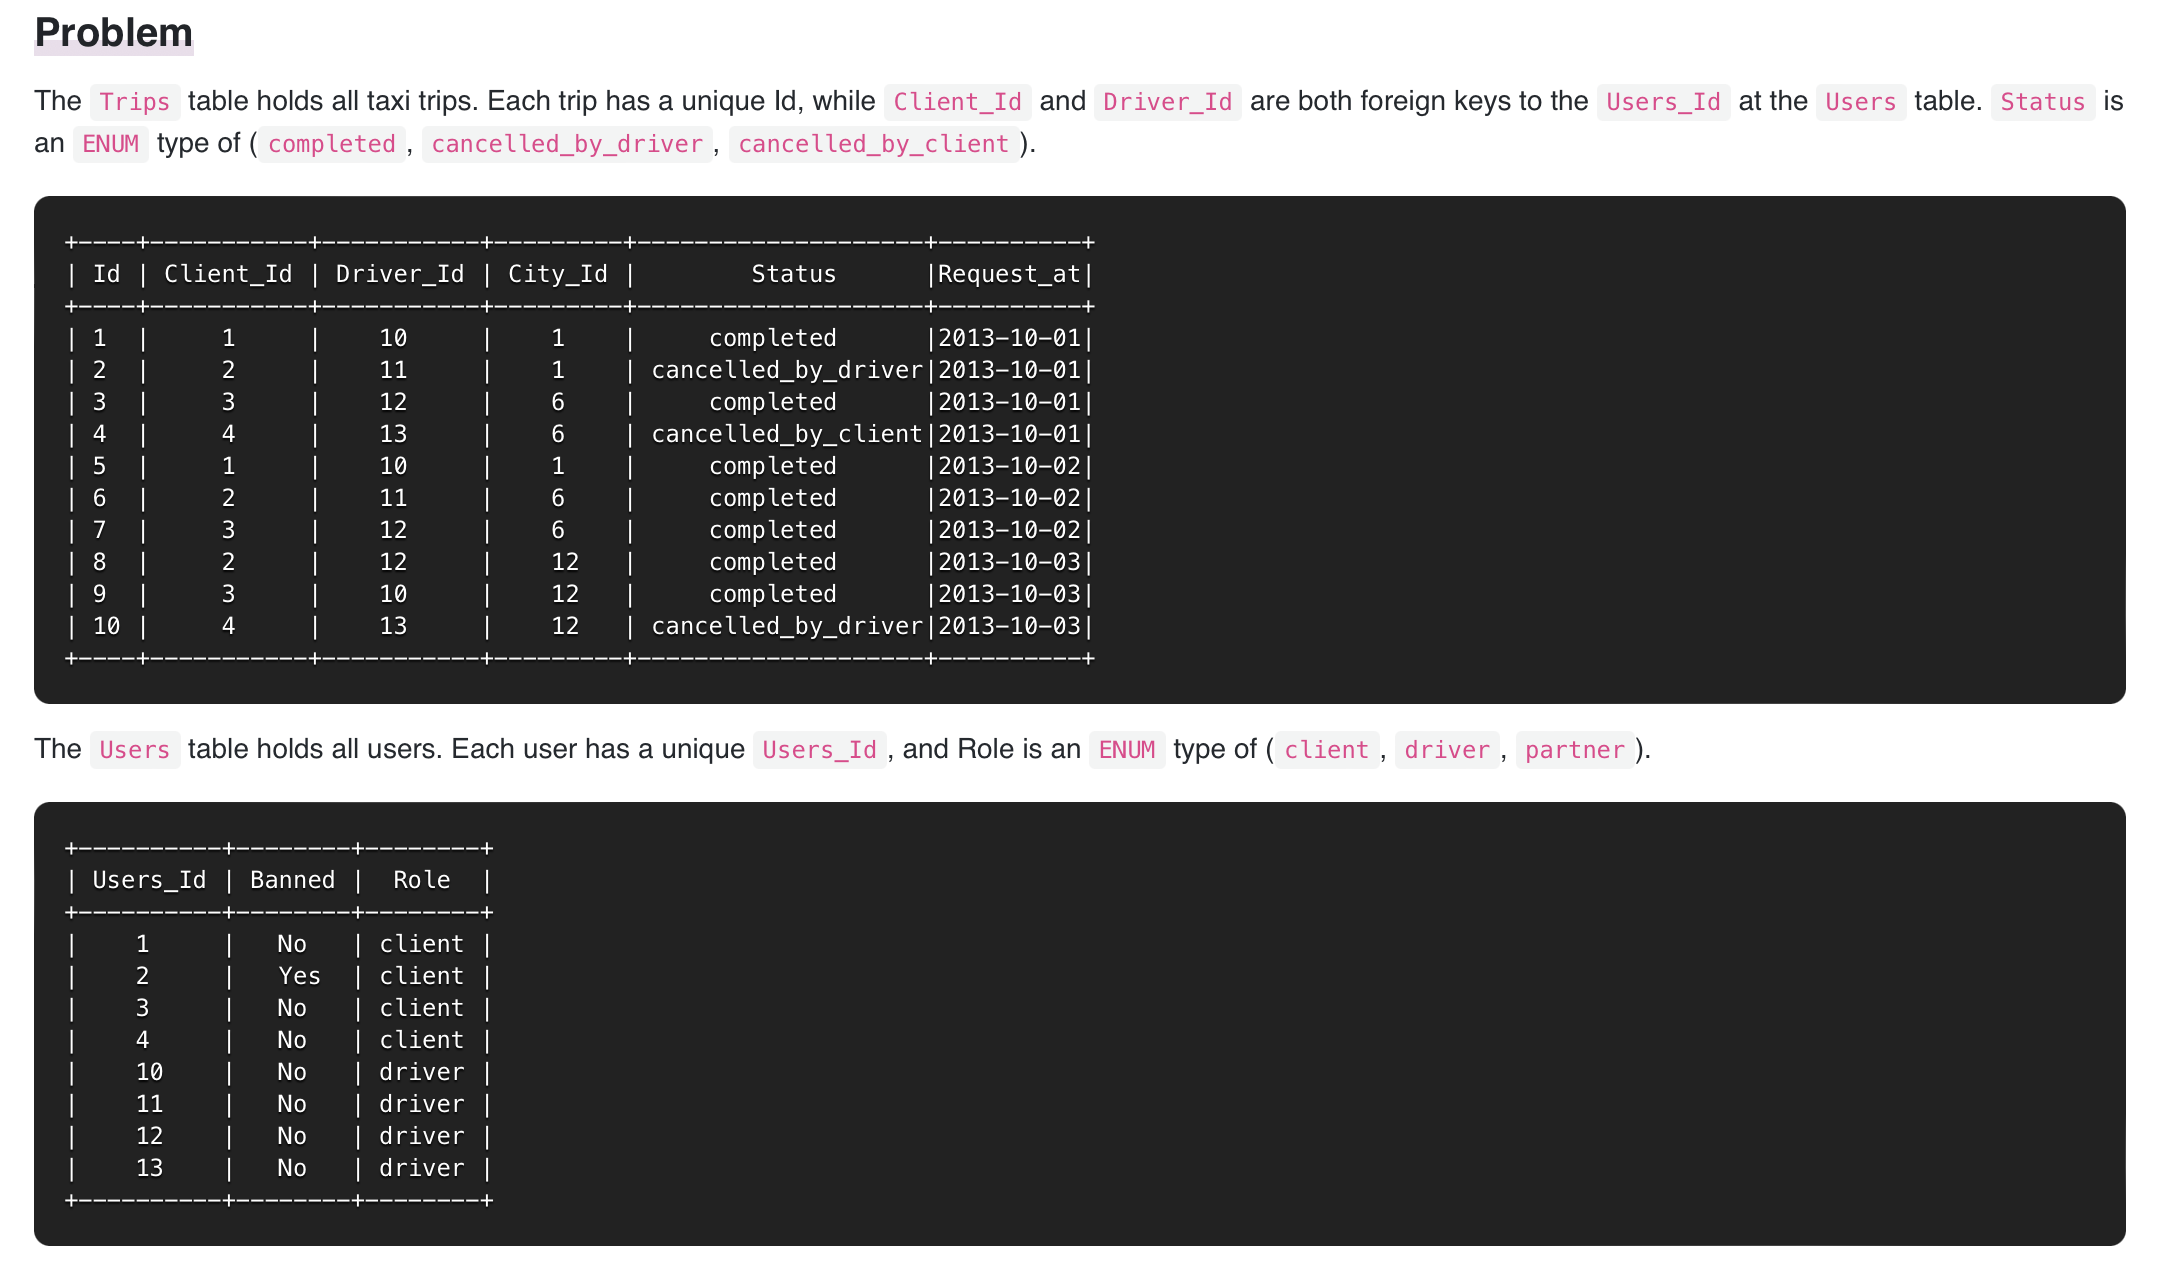 Problem
The Trips table holds all taxi trips. Each trip has a unique Id, while Client_Id and Driver_Id are both foreign keys to the Users_Id at the Users table. Status is
an ENUM type of ( completed , cancelled_by_driver , cancelled_by_client ).
+----+-----------+-----------+---------+--------------------+----------+
| Id | Client_Id | Driver_Id | City_Id |        Status      |Request_at|
+----+-----------+-----------+---------+--------------------+----------+
| 1  |     1     |    10     |    1    |     completed      |2013-10-01|
| 2  |     2     |    11     |    1    | cancelled_by_driver|2013-10-01|
| 3  |     3     |    12     |    6    |     completed      |2013-10-01|
| 4  |     4     |    13     |    6    | cancelled_by_client|2013-10-01|
| 5  |     1     |    10     |    1    |     completed      |2013-10-02|
| 6  |     2     |    11     |    6    |     completed      |2013-10-02|
| 7  |     3     |    12     |    6    |     completed      |2013-10-02|
| 8  |     2     |    12     |    12   |     completed      |2013-10-03|
| 9  |     3     |    10     |    12   |     completed      |2013-10-03|
| 10 |     4     |    13     |    12   | cancelled_by_driver|2013-10-03|
+----+-----------+-----------+---------+--------------------+----------+
The Users table holds all users. Each user has a unique Users_Id , and Role is an ENUM type of ( client , driver , partner ).
+----------+--------+--------+
| Users_Id | Banned |  Role  |
+----------+--------+--------+
|    1     |   No   | client |
|    2     |   Yes  | client |
|    3     |   No   | client |
|    4     |   No   | client |
|    10    |   No   | driver |
|    11    |   No   | driver |
|    12    |   No   | driver |
|    13    |   No   | driver |
+----------+--------+--------+